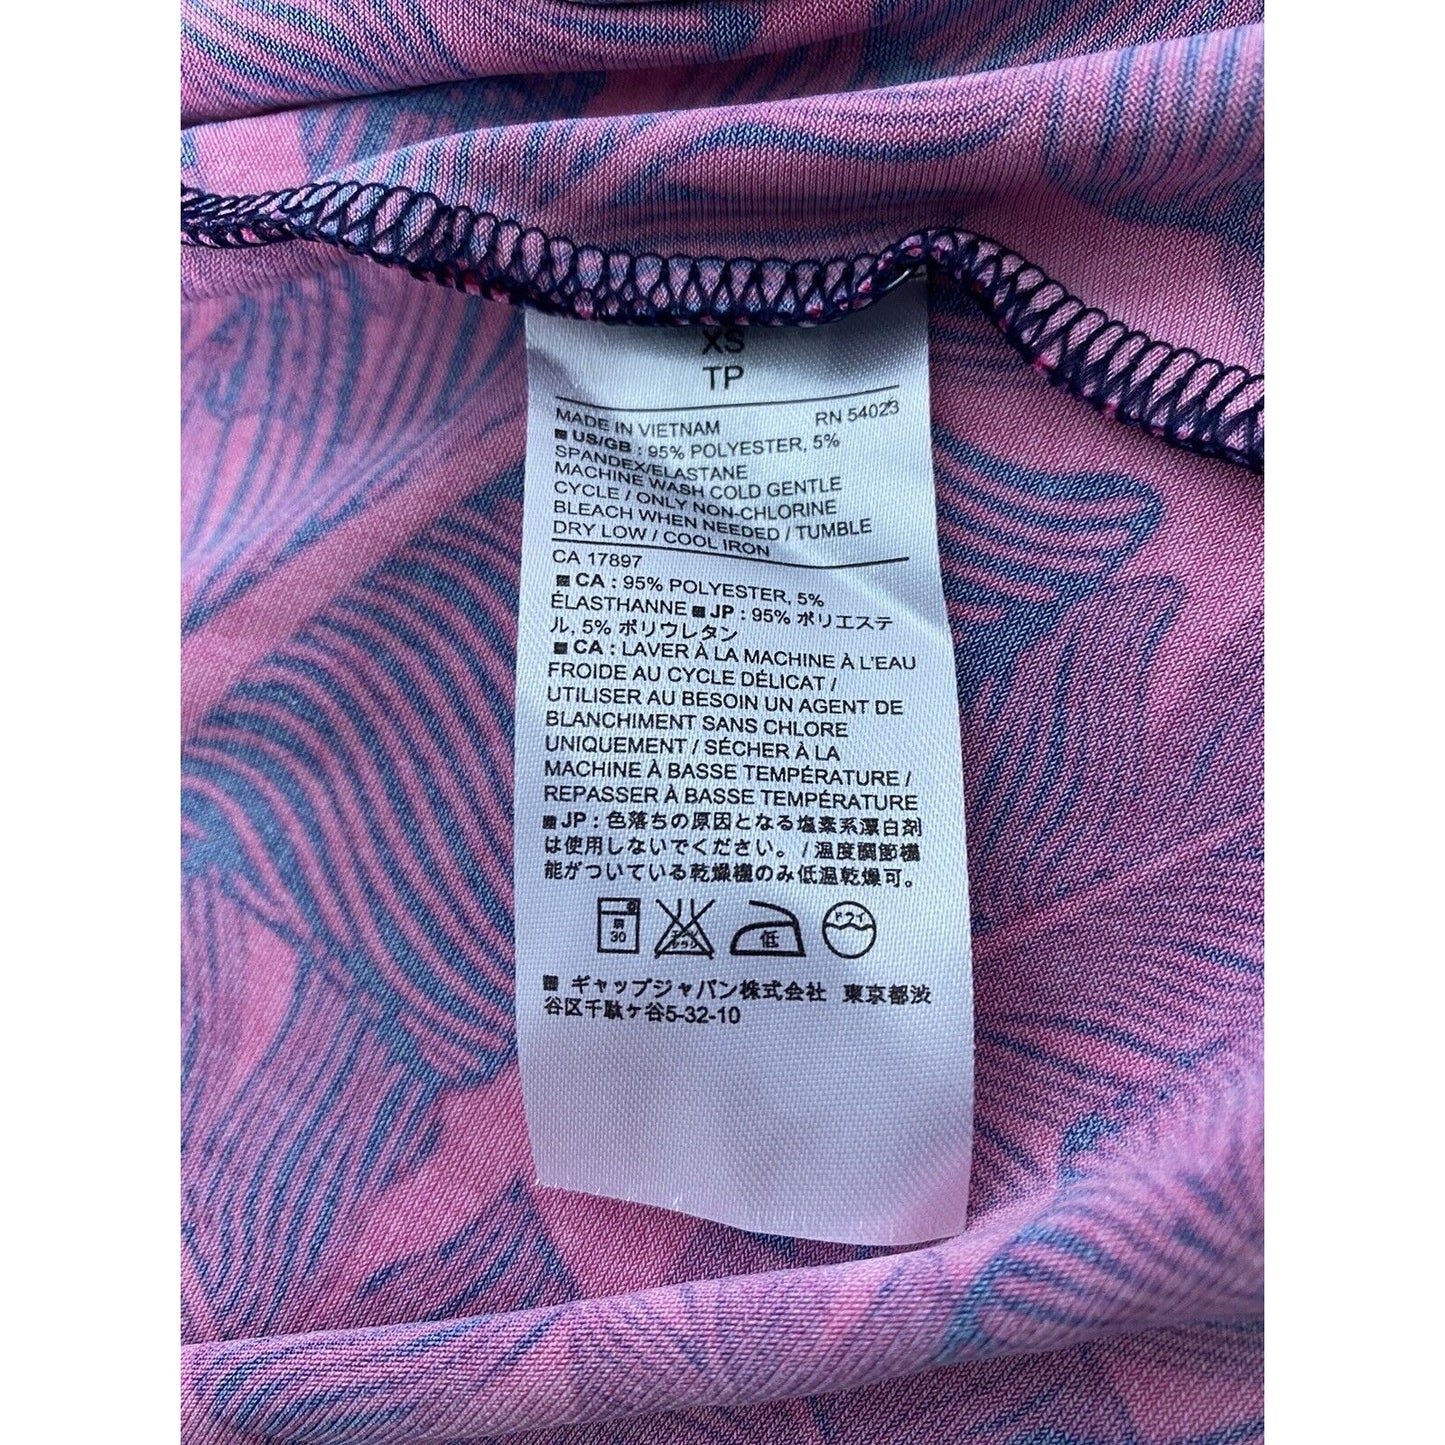 XS
TP
MADE IN VIETNAM RN 54023
US/GB : 95% POLYESTER, 5%
SPANDEX/ELASTANE
MACHINE WASH COLD GENTLE
CYCLE / ONLY NON-CHLORINE
BLEACH WHEN NEEDED / TUMBLE
DRY LOW / COOL IRON
CA 17897
CA : 95% POLYESTER, 5%
ÉLASTHANNE ■ JP : 95% ポリエステ
ル, 5% ポリウレタン
CA : LAVER À LA MACHINE À L'EAU
FROIDE AU CYCLE DÉLICAT /
UTILISER AU BESOIN UN AGENT DE
BLANCHIMENT SANS CHLORE
UNIQUEMENT / SÉCHER À LA
MACHINE À BASSE TEMPÉRATURE /
REPASSER À BASSE TEMPÉRATURE
JP : 色落ちの原因となる塩素系漂白剤
は使用しないでください。 / 温度調節機
能がついている乾燥機のみ低温乾燥可。
弱 30 低 ドライ
ギャップジャパン株式会社 東京都渋
谷区千駄ケ谷5-32-10